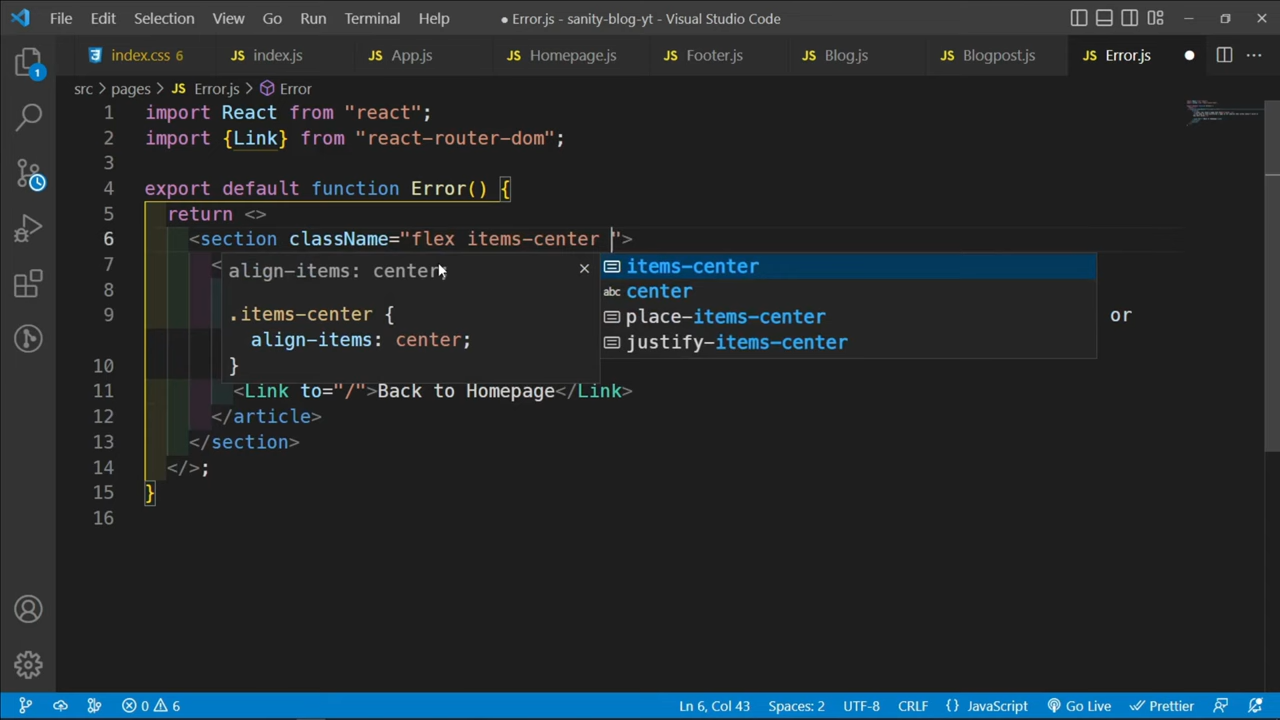 File Edit Selection View Go Run Terminal Help ● Error.js - sanity-blog-yt - Visual Studio Code
index.css 6 JS index.js JS App.js JS Homepage.js JS Footer.js JS Blog.js JS Blogpost.js JS Error.js ● ···
src > pages > JS Error.js > Error
1 import React from "react";
2 import {Link} from "react-router-dom";
3
4 export default function Error() {
5 return <>
6 <section className="flex items-center ">
7 <
8
9 or
10
11 <Link to="/">Back to Homepage</Link>
12 </article>
13 </section>
14 </>;
15 }
16
align-items: center;
.items-center {
align-items: center;
}
items-center
abc center
place-items-center
justify-items-center
1
0 6 Ln 6, Col 43 Spaces: 2 UTF-8 CRLF {} JavaScript Go Live Prettier